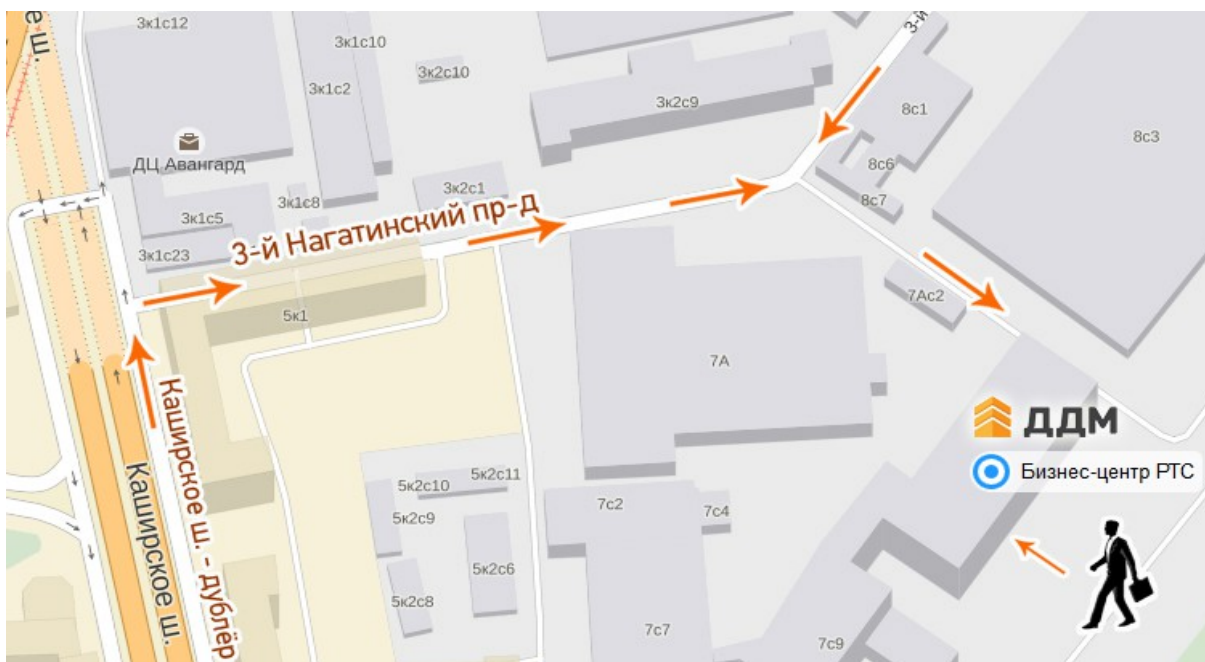 е ш.
3к1с12
3к1с10
3к1с2
3к2с10
3к2с9
3-й
8с1
8с3
8с6
8с7
ДЦ Авангард
3к1с5
3к1с8
3к2с1
3к1с23
3-й Нагатинский пр-д
5к1
7А
7Ас2
Каширское ш. - дублёр
Каширское ш.
ДДМ
Бизнес-центр РТС
5к2с10
5к2с11
5к2с9
5к2с6
5к2с8
7с2
7с4
7с7
7с9